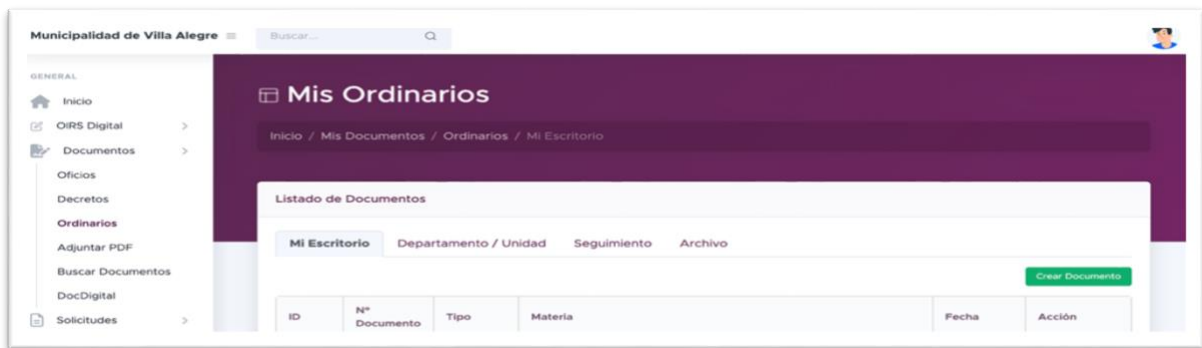 Municipalidad de Villa Alegre
Buscar...
GENERAL
Inicio
OIRS Digital
Documentos
Oficios
Decretos
Ordinarios
Adjuntar PDF
Buscar Documentos
DocDigital
Solicitudes
Mis Ordinarios
Inicio / Mis Documentos / Ordinarios / Mi Escritorio
Listado de Documentos
Mi Escritorio Departamento / Unidad Seguimiento Archivo
Crear Documento
ID N° Documento Tipo Materia Fecha Acción